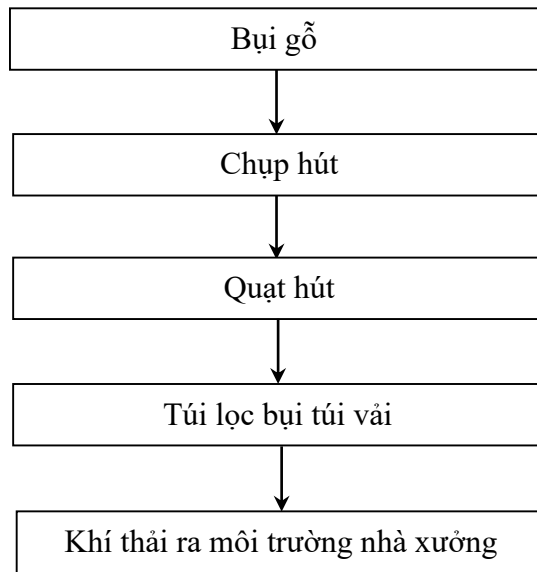 Bụi gỗ
Chụp hút
Quạt hút
Túi lọc bụi túi vải
Khí thải ra môi trường nhà xưởng